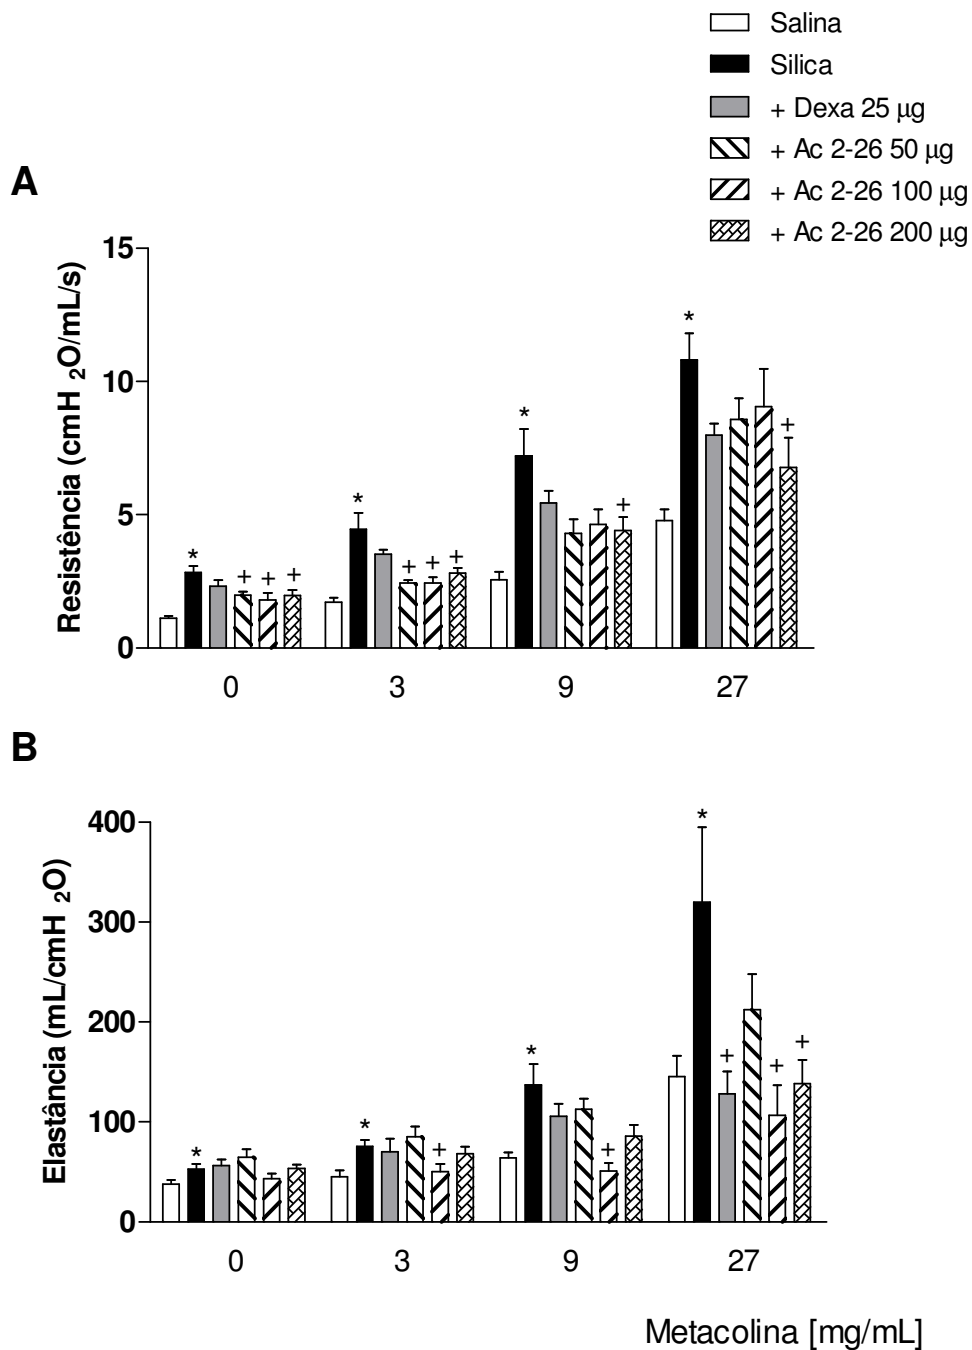 Salina
Silica
+ Dexa 25 µg
+ Ac 2-26 50 µg
+ Ac 2-26 100 µg
+ Ac 2-26 200 µg
A
Resistência (cmH 2O/mL/s)
15
10
5
0
* + + +
* + + +
* +
* +
0 3 9 27
B
Elastância (mL/cmH 2O)
400
300
200
100
0
*
* +
* +
* + + +
0 3 9 27
Metacolina [mg/mL]